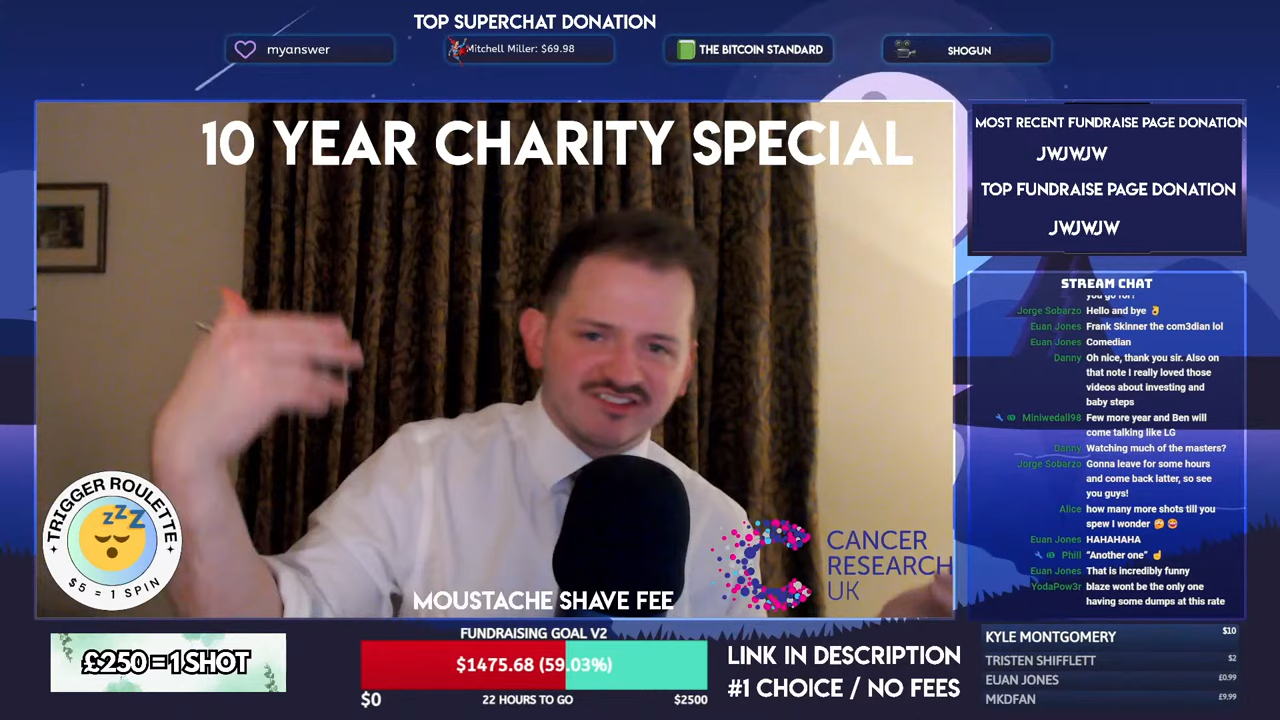 TOP SUPERCHAT DONATION
myanswer
Mitchell Miller: $69.98
THE BITCOIN STANDARD
SHOGUN
10 YEAR CHARITY SPECIAL
MOST RECENT FUNDRAISE PAGE DONATION
JWJWJW
TOP FUNDRAISE PAGE DONATION
JWJWJW
STREAM CHAT
you go for?
Jorge Sobarzo Hello and bye 👌
Euan Jones Frank Skinner the com3dian lol
Euan Jones Comedian
Danny Oh nice, thank you sir. Also on
that note I really loved those
videos about investing and
baby steps
Miniwedall98 Few more year and Ben will
come talking like LG
Danny Watching much of the masters?
Jorge Sobarzo Gonna leave for some hours
and come back latter, so see
you guys!
Alice how many more shots till you
spew I wonder
Euan Jones HAHAHAHA
Phill “Another one” ☝
Euan Jones That is incredibly funny
YodaPow3r blaze wont be the only one
having some dumps at this rate
TRIGGER ROULETTE
zzZ
$5 = 1 SPIN
CANCER
RESEARCH
UK
MOUSTACHE SHAVE FEE
£250 = 1 SHOT
FUNDRAISING GOAL V2
$1475.68 (59.03%)
$0
22 HOURS TO GO
$2500
LINK IN DESCRIPTION
#1 CHOICE / NO FEES
KYLE MONTGOMERY $10
TRISTEN SHIFFLETT $2
EUAN JONES £0.99
MKDFAN £9.99